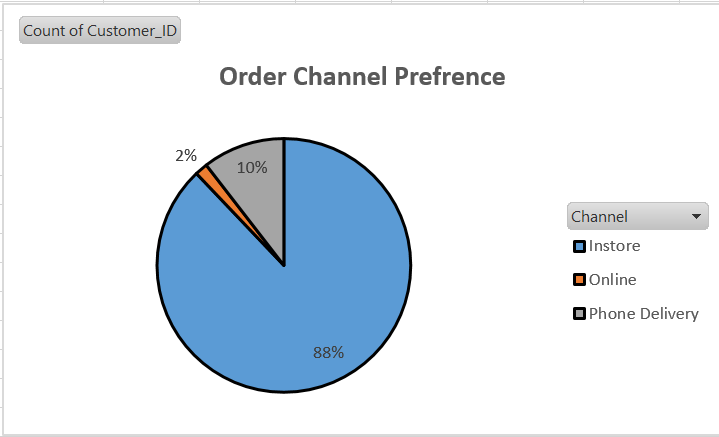 Count of Customer_ID
Order Channel Prefrence
2%
10%
88%
Channel
Instore
Online
Phone Delivery